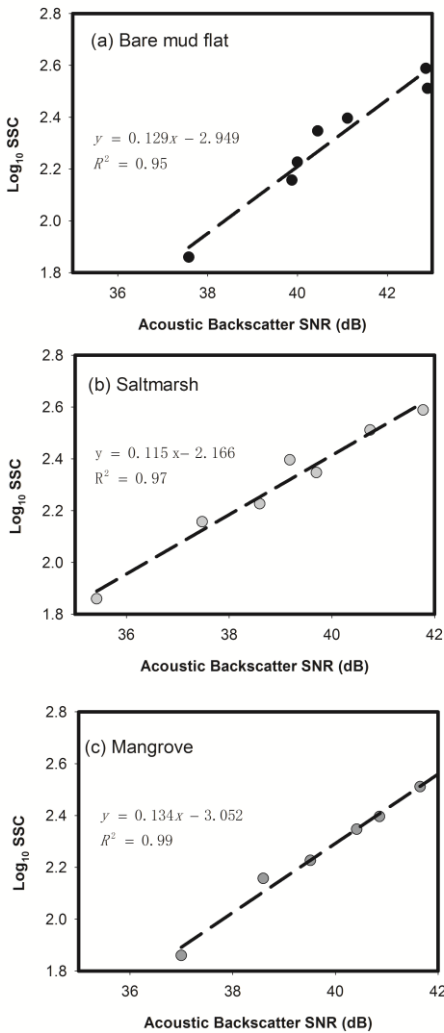 (a) Bare mud flat
2.8
2.6
2.4
2.2
2.0
1.8
Log10 SSC
y = 0.129x − 2.949
R² = 0.95
36 38 40 42
Acoustic Backscatter SNR (dB)
(b) Saltmarsh
2.8
2.6
2.4
2.2
2.0
1.8
Log10 SSC
y = 0.115 x− 2.166
R² = 0.97
36 38 40 42
Acoustic Backscatter SNR (dB)
(c) Mangrove
2.8
2.6
2.4
2.2
2.0
1.8
Log10 SSC
y = 0.134x − 3.052
R² = 0.99
36 38 40 42
Acoustic Backscatter SNR (dB)